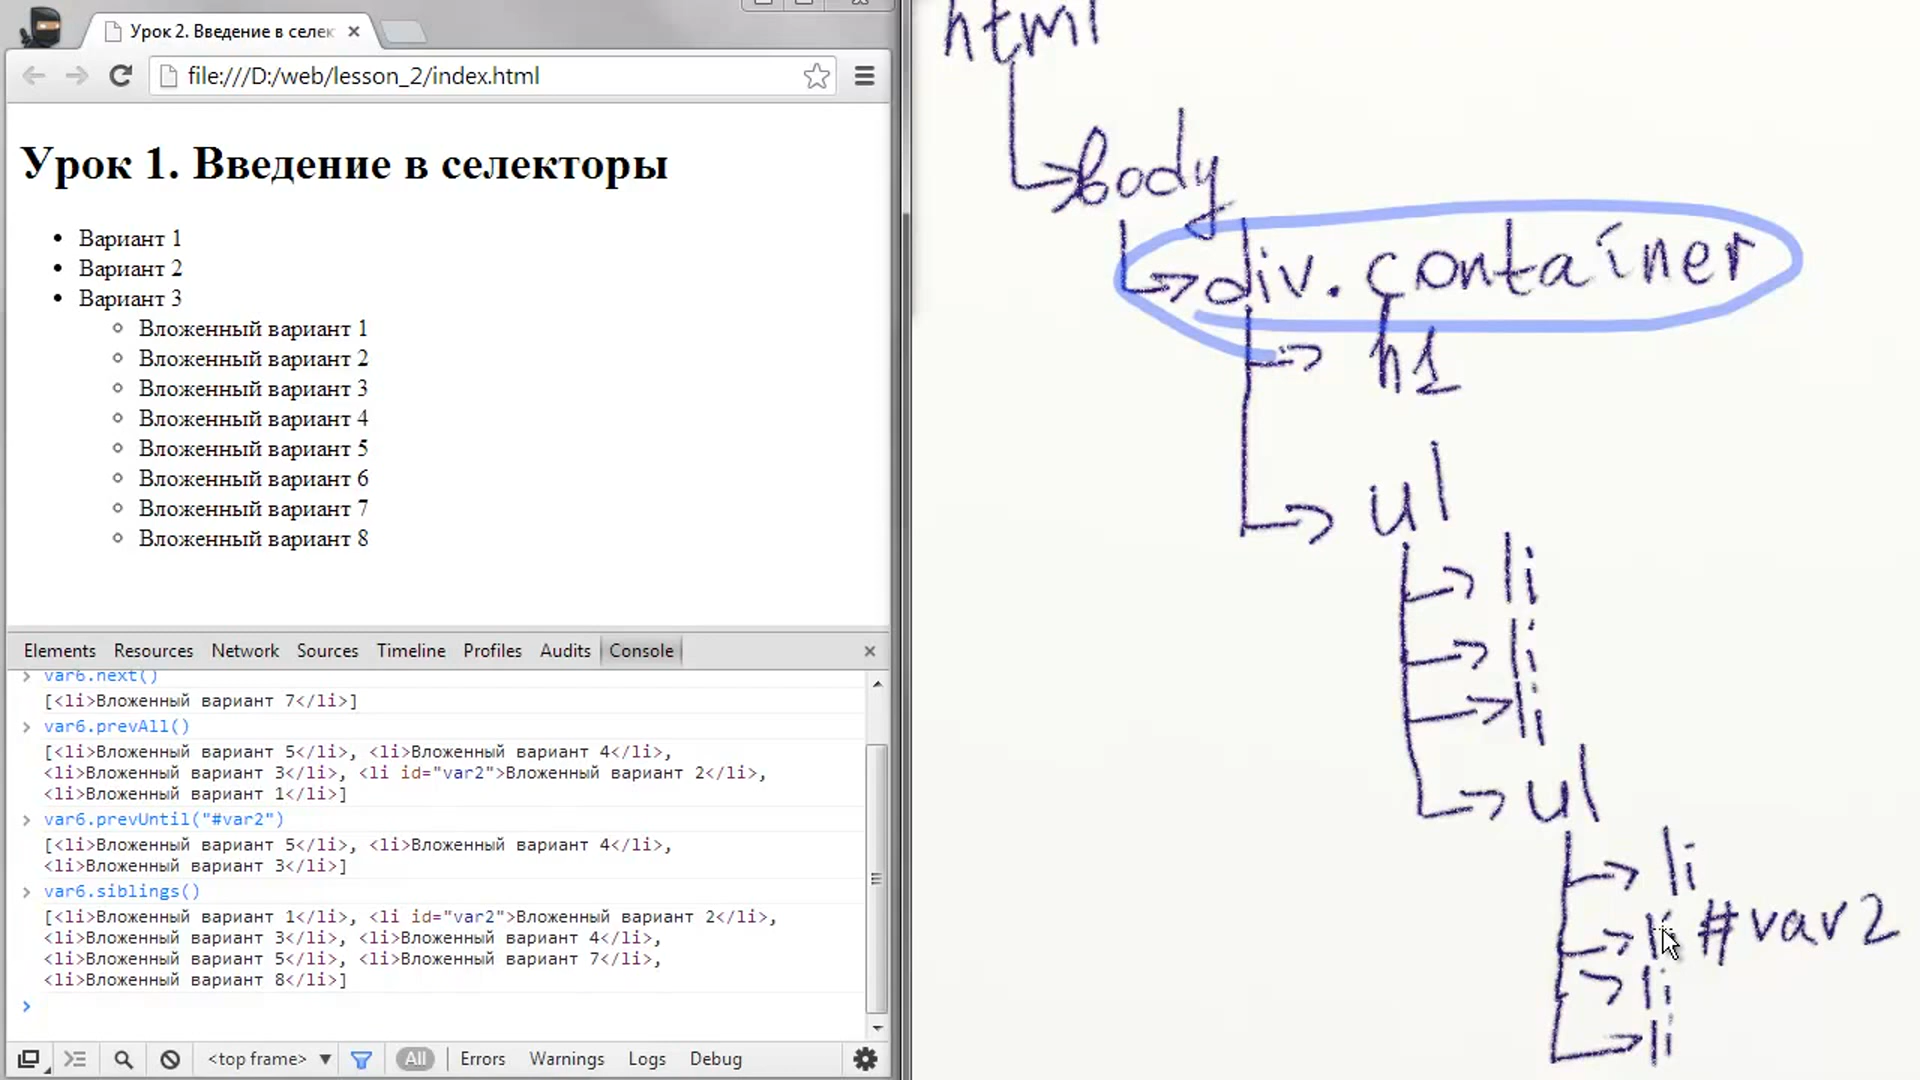 Урок 2. Введение в селек
file:///D:/web/lesson_2/index.html
Урок 1. Введение в селекторы
Вариант 1
Вариант 2
Вариант 3
Вложенный вариант 1
Вложенный вариант 2
Вложенный вариант 3
Вложенный вариант 4
Вложенный вариант 5
Вложенный вариант 6
Вложенный вариант 7
Вложенный вариант 8
Elements Resources Network Sources Timeline Profiles Audits Console
var6.next()
[<li>Вложенный вариант 7</li>]
var6.prevAll()
[<li>Вложенный вариант 5</li>, <li>Вложенный вариант 4</li>,
<li>Вложенный вариант 3</li>, <li id="var2">Вложенный вариант 2</li>,
<li>Вложенный вариант 1</li>]
var6.prevUntil("#var2")
[<li>Вложенный вариант 5</li>, <li>Вложенный вариант 4</li>,
<li>Вложенный вариант 3</li>]
var6.siblings()
[<li>Вложенный вариант 1</li>, <li id="var2">Вложенный вариант 2</li>,
<li>Вложенный вариант 3</li>, <li>Вложенный вариант 4</li>,
<li>Вложенный вариант 5</li>, <li>Вложенный вариант 7</li>,
<li>Вложенный вариант 8</li>]
<top frame> All Errors Warnings Logs Debug
html
body
div.container
h1
ul
li
li
li
ul
li
li #var2
li
li